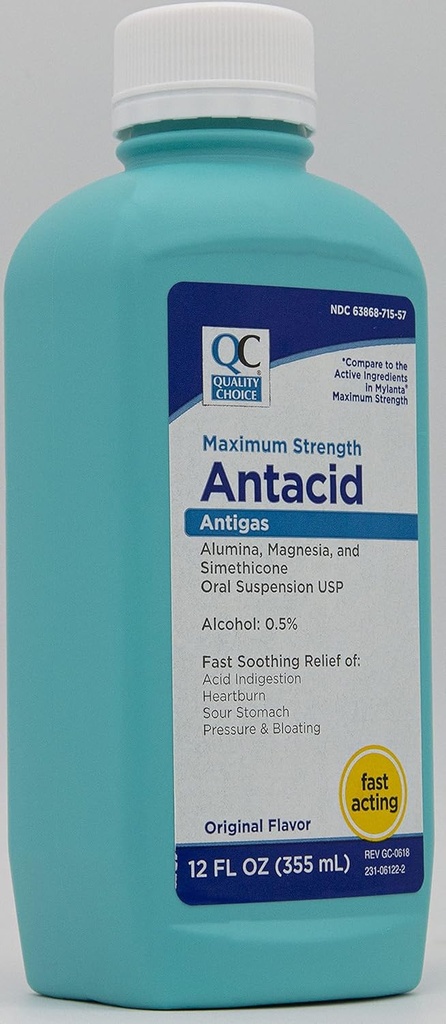 NDC 63868-715-57
QC
QUALITY
CHOICE
*Compare to the
Active Ingredients
in Mylanta®
Maximum Strength
Maximum Strength
Antacid
Antigas
Alumina, Magnesia, and
Simethicone
Oral Suspension USP
Alcohol: 0.5%
Fast Soothing Relief of:
Acid Indigestion
Heartburn
Sour Stomach
Pressure & Bloating
fast
acting
Original Flavor
12 FL OZ (355 mL)
REV GC-0618
231-06122-2